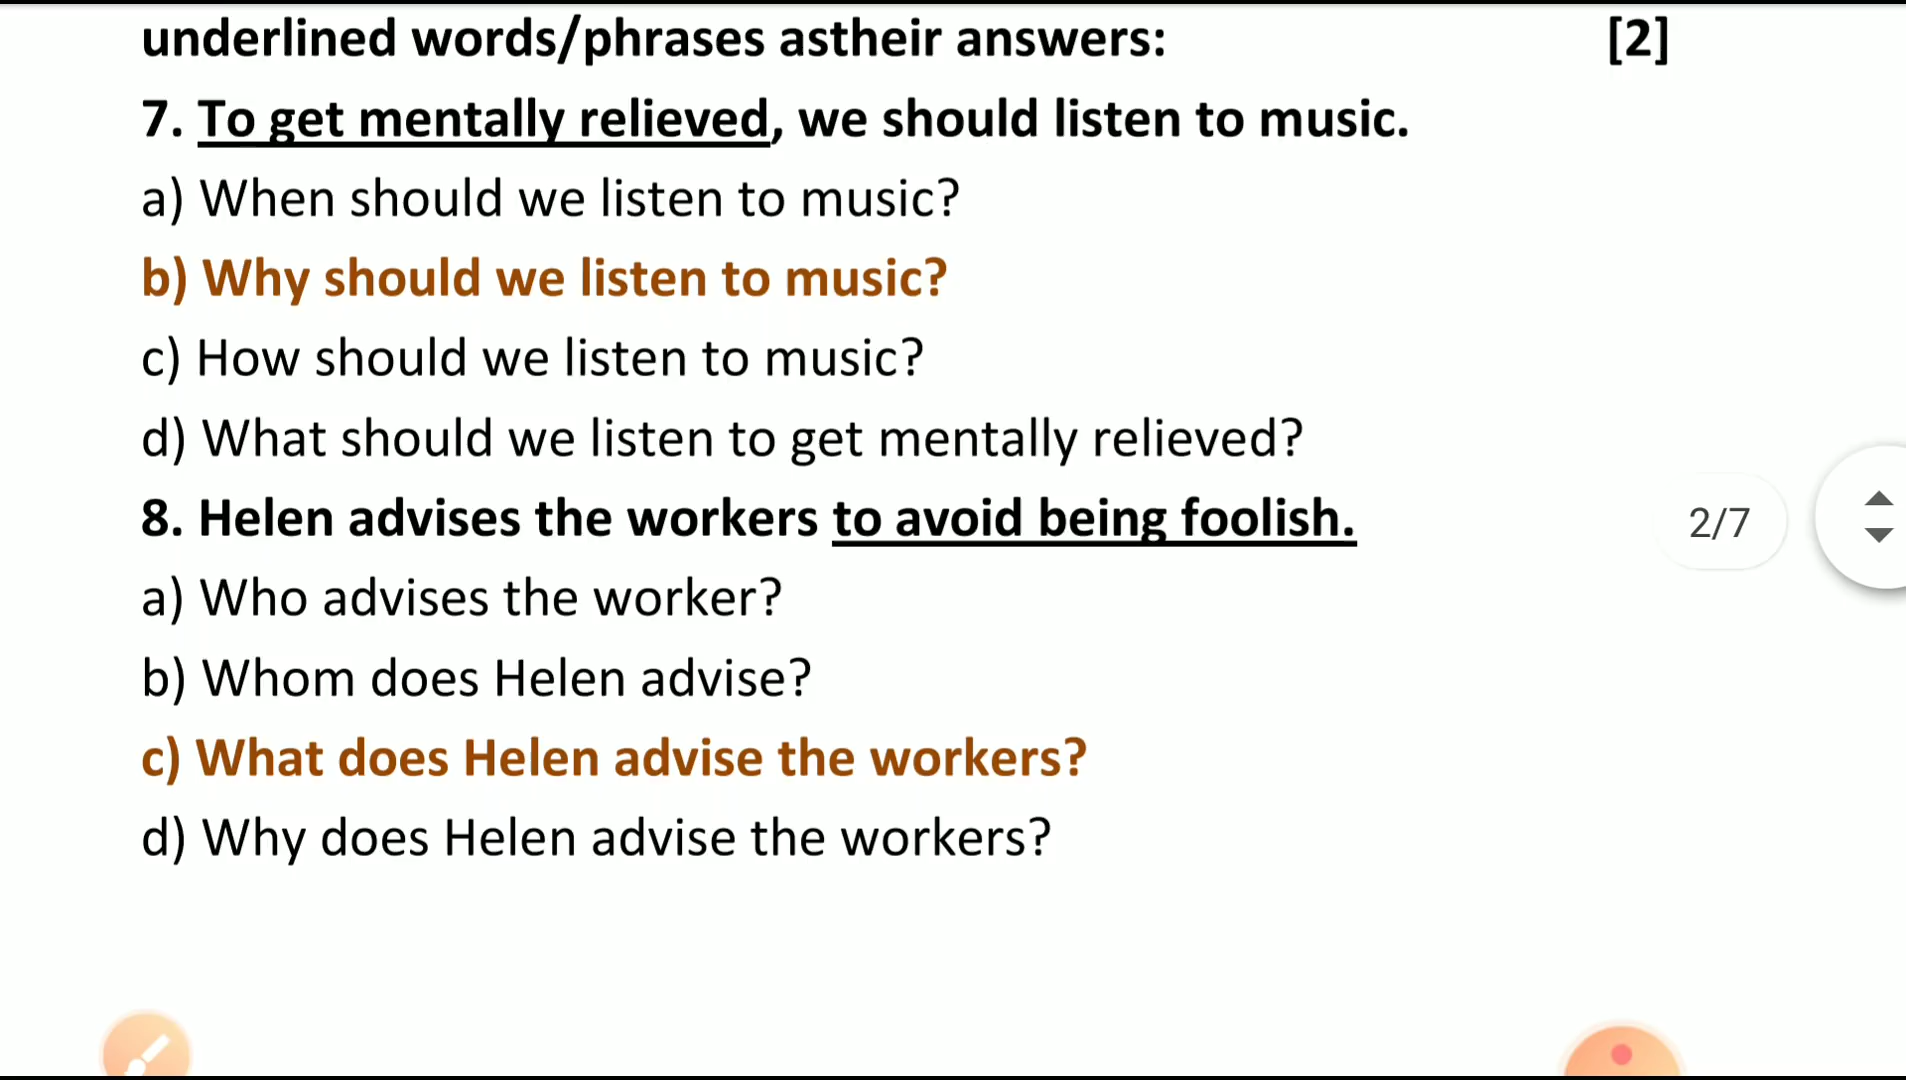 underlined words/phrases astheir answers: [2]
7. To get mentally relieved, we should listen to music.
a) When should we listen to music?
b) Why should we listen to music?
c) How should we listen to music?
d) What should we listen to get mentally relieved?
8. Helen advises the workers to avoid being foolish.
2/7
a) Who advises the worker?
b) Whom does Helen advise?
c) What does Helen advise the workers?
d) Why does Helen advise the workers?